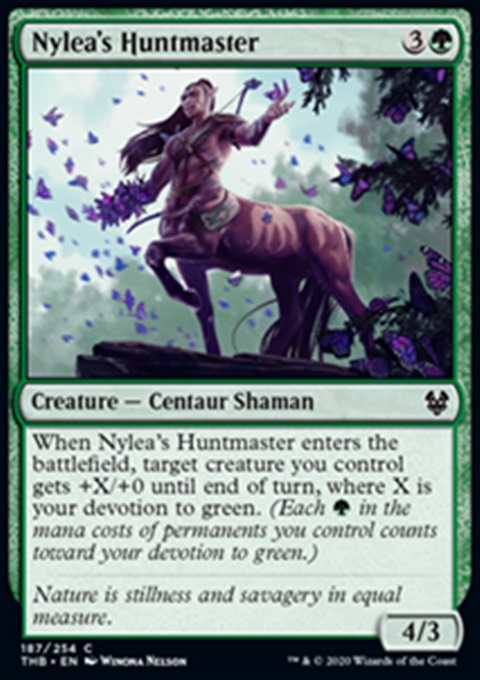 Nylea's Huntmaster 3
Creature — Centaur Shaman
When Nylea's Huntmaster enters the
battlefield, target creature you control
gets +X/+0 until end of turn, where X is
your devotion to green. (Each in the
mana costs of permanents you control counts
toward your devotion to green.)
Nature is stillness and savagery in equal
measure.
4/3
187/254 C
THB • EN Winona Nelson
™ & © 2020 Wizards of the Coast